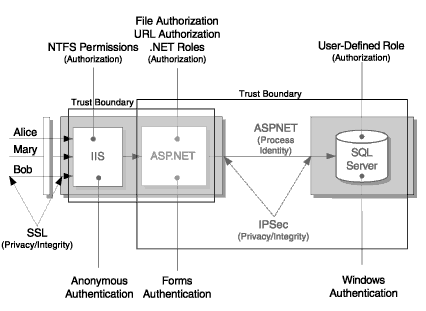 File Authorization
URL Authorization
.NET Roles
(Authorization)
NTFS Permissions
(Authorization)
User-Defined Role
(Authorization)
Trust Boundary
Trust Boundary
Alice
Mary
Bob
IIS
ASP.NET
ASPNET
(Process
Identity)
SQL
Server
SSL
(Privacy/Integrity)
IPSec
(Privacy/Integrity)
Anonymous
Authentication
Forms
Authentication
Windows
Authentication